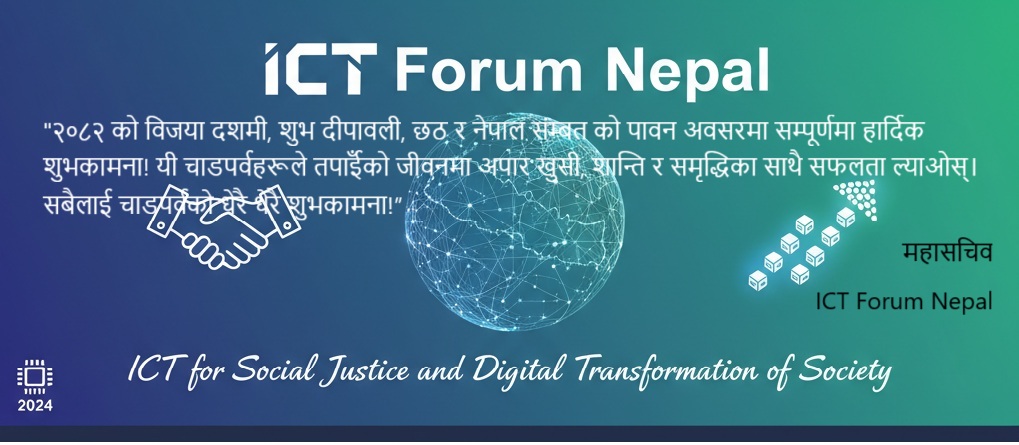 ICT Forum Nepal
"२०८२ को विजया दशमी, शुभ दीपावली, छठ र नेपाल सम्बत को पावन अवसरमा सम्पूर्णमा हार्दिक
शुभकामना! यी चाडपर्वहरूले तपाईँको जीवनमा अपार खुसी, शान्ति र समृद्धिका साथै सफलता ल्याओस्।
सबैलाई चाडपर्वको धेरै धेरै शुभकामना!"
महासचिव
ICT Forum Nepal
ICT for Social Justice and Digital Transformation of Society
2024